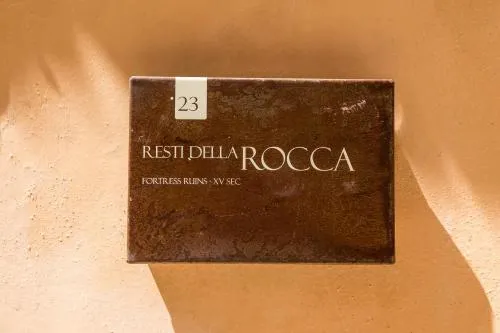 23
RESTI DELLA ROCCA
FORTRESS RUINS - XV SEC